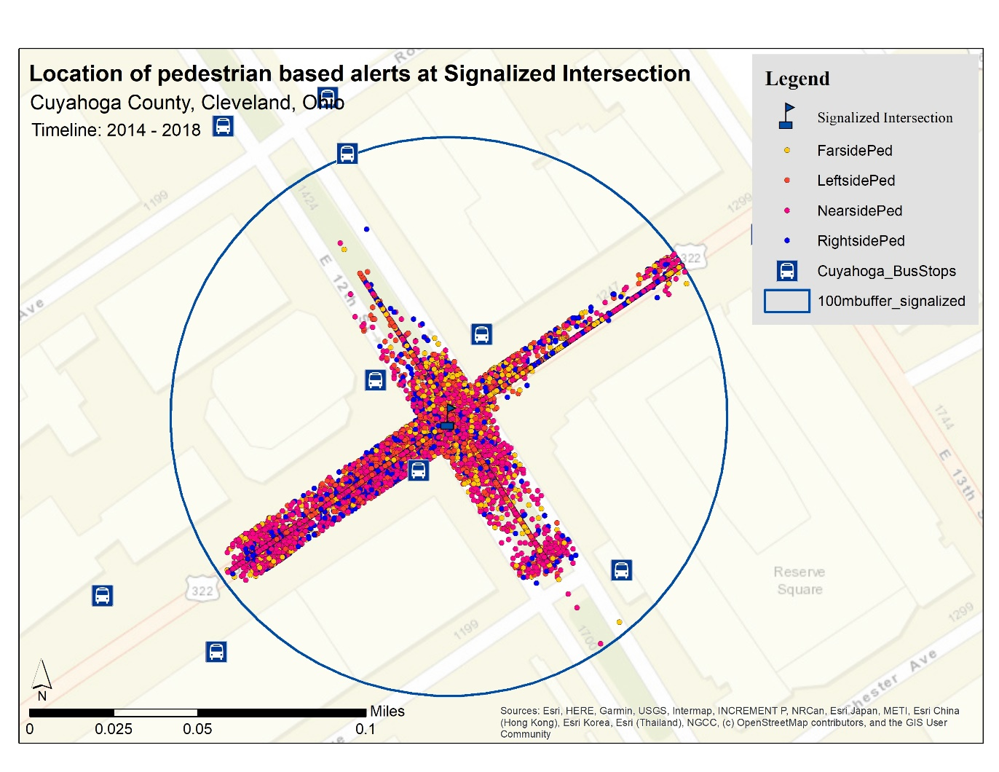 Location of pedestrian based alerts at Signalized Intersection
Cuyahoga County, Cleveland, Ohio
Timeline: 2014 - 2018
Legend
Signalized Intersection
FarsidePed
LeftsidePed
NearsidePed
RightsidePed
Cuyahoga_BusStops
100mbuffer_signalized
1199
1424
1299
322
E 12th
1247
Ave
1744
E 13th
Reserve
Square
322
1199
1700
1299
Chester Ave
N
Miles
0 0.025 0.05 0.1
Sources: Esri, HERE, Garmin, USGS, Intermap, INCREMENT P, NRCan, Esri Japan, METI, Esri China
(Hong Kong), Esri Korea, Esri (Thailand), NGCC, (c) OpenStreetMap contributors, and the GIS User
Community